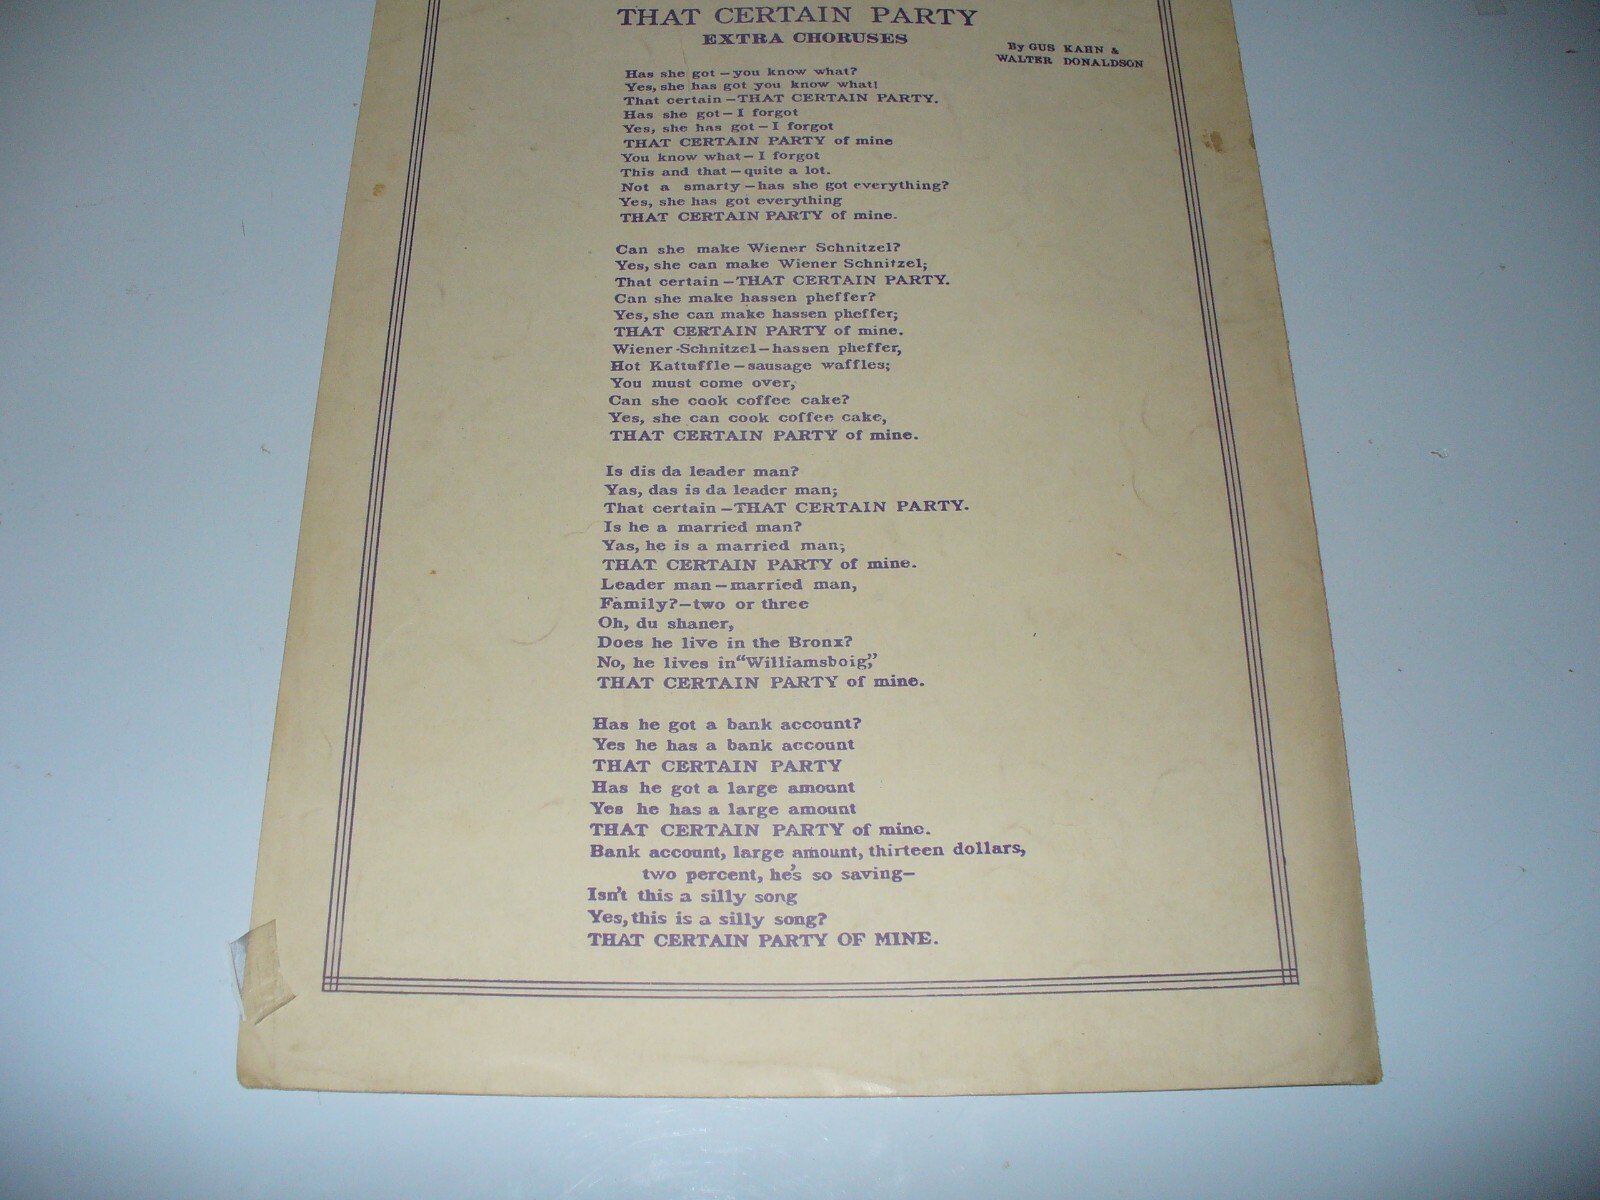 THAT CERTAIN PARTY
EXTRA CHORUSES
By GUS KAHN &
WALTER DONALDSON
Has she got – you know what?
Yes, she has got you know what!
That certain – THAT CERTAIN PARTY.
Has she got – I forgot
Yes, she has got – I forgot
THAT CERTAIN PARTY of mine
You know what – I forgot
This and that – quite a lot.
Not a smarty – has she got everything?
Yes, she has got everything
THAT CERTAIN PARTY of mine.
Can she make Wiener Schnitzel?
Yes, she can make Wiener Schnitzel;
That certain – THAT CERTAIN PARTY.
Can she make hassen pheffer?
Yes, she can make hassen pheffer;
THAT CERTAIN PARTY of mine.
Wiener-Schnitzel – hassen pheffer,
Hot Kattuffle – sausage waffles;
You must come over,
Can she cook coffee cake?
Yes, she can cook coffee cake,
THAT CERTAIN PARTY of mine.
Is dis da leader man?
Yas, das is da leader man;
That certain – THAT CERTAIN PARTY.
Is he a married man?
Yas, he is a married man;
THAT CERTAIN PARTY of mine.
Leader man – married man,
Family? – two or three
Oh, du shaner,
Does he live in the Bronx?
No, he lives in "Williamsboig,"
THAT CERTAIN PARTY of mine.
Has he got a bank account?
Yes he has a bank account
THAT CERTAIN PARTY
Has he got a large amount
Yes he has a large amount
THAT CERTAIN PARTY of mine.
Bank account, large amount, thirteen dollars,
two percent, he's so saving–
Isn't this a silly song
Yes, this is a silly song?
THAT CERTAIN PARTY OF MINE.